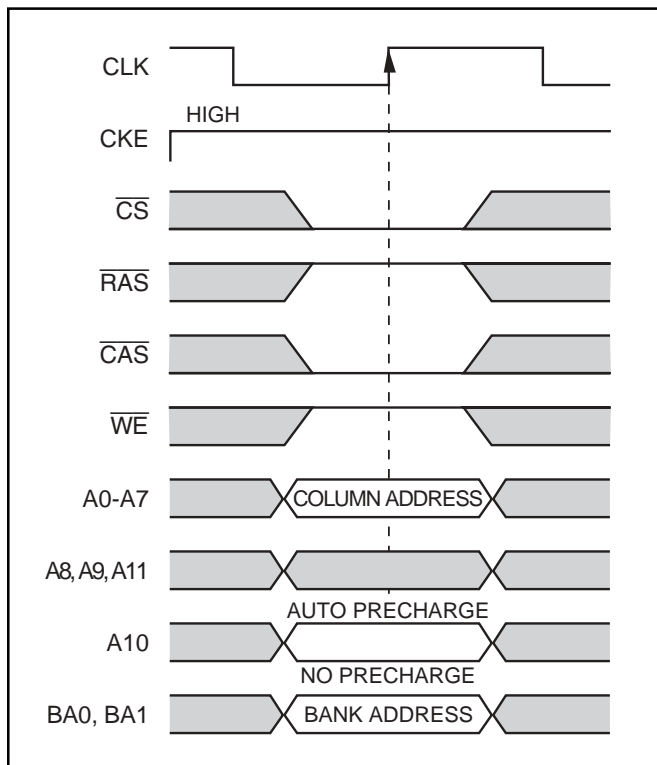 CLK
HIGH
CKE
CS
RAS
CAS
WE
A0-A7 COLUMN ADDRESS
A8, A9, A11
AUTO PRECHARGE
A10
NO PRECHARGE
BA0, BA1 BANK ADDRESS